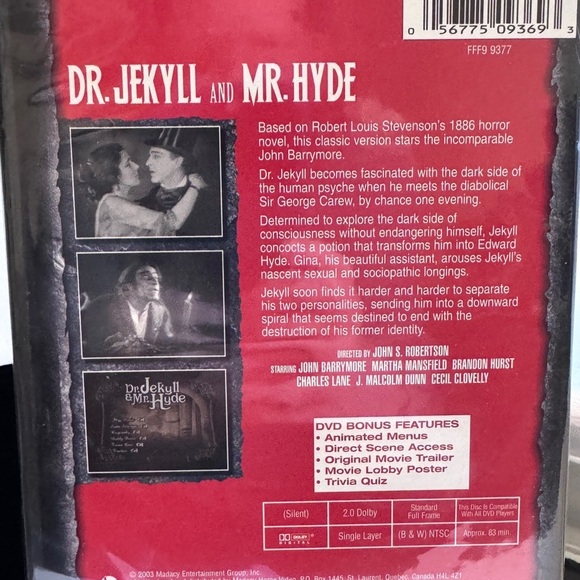 0 56775 09369 3
FFF9 9377
DR. JEKYLL AND MR. HYDE
Based on Robert Louis Stevenson's 1886 horror
novel, this classic version stars the incomparable
John Barrymore.
Dr. Jekyll becomes fascinated with the dark side of
the human psyche when he meets the diabolical
Sir George Carew, by chance one evening.
Determined to explore the dark side of
consciousness without endangering himself, Jekyll
concocts a potion that transforms him into Edward
Hyde. Gina, his beautiful assistant, arouses Jekyll's
nascent sexual and sociopathic longings.
Jekyll soon finds it harder and harder to separate
his two personalities, sending him into a downward
spiral that seems destined to end with the
destruction of his former identity.
DIRECTED BY JOHN S. ROBERTSON
STARRING JOHN BARRYMORE MARTHA MANSFIELD BRANDON HURST
CHARLES LANE J. MALCOLM DUNN CECIL CLOVELLY
Dr. Jekyll
& Mr. Hyde
DVD BONUS FEATURES
• Animated Menus
• Direct Scene Access
• Original Movie Trailer
• Movie Lobby Poster
• Trivia Quiz
(Silent) 2.0 Dolby Standard Full Frame This Disc Is Compatible With All DVD Players
DOLBY DIGITAL Single Layer (B & W) NTSC Approx. 83 min.
© 2003 Madacy Entertainment Group, Inc.
by Madacy Home Video, P.O. Box 1445, St. Laurent, Quebec, Canada H4L 4Z1